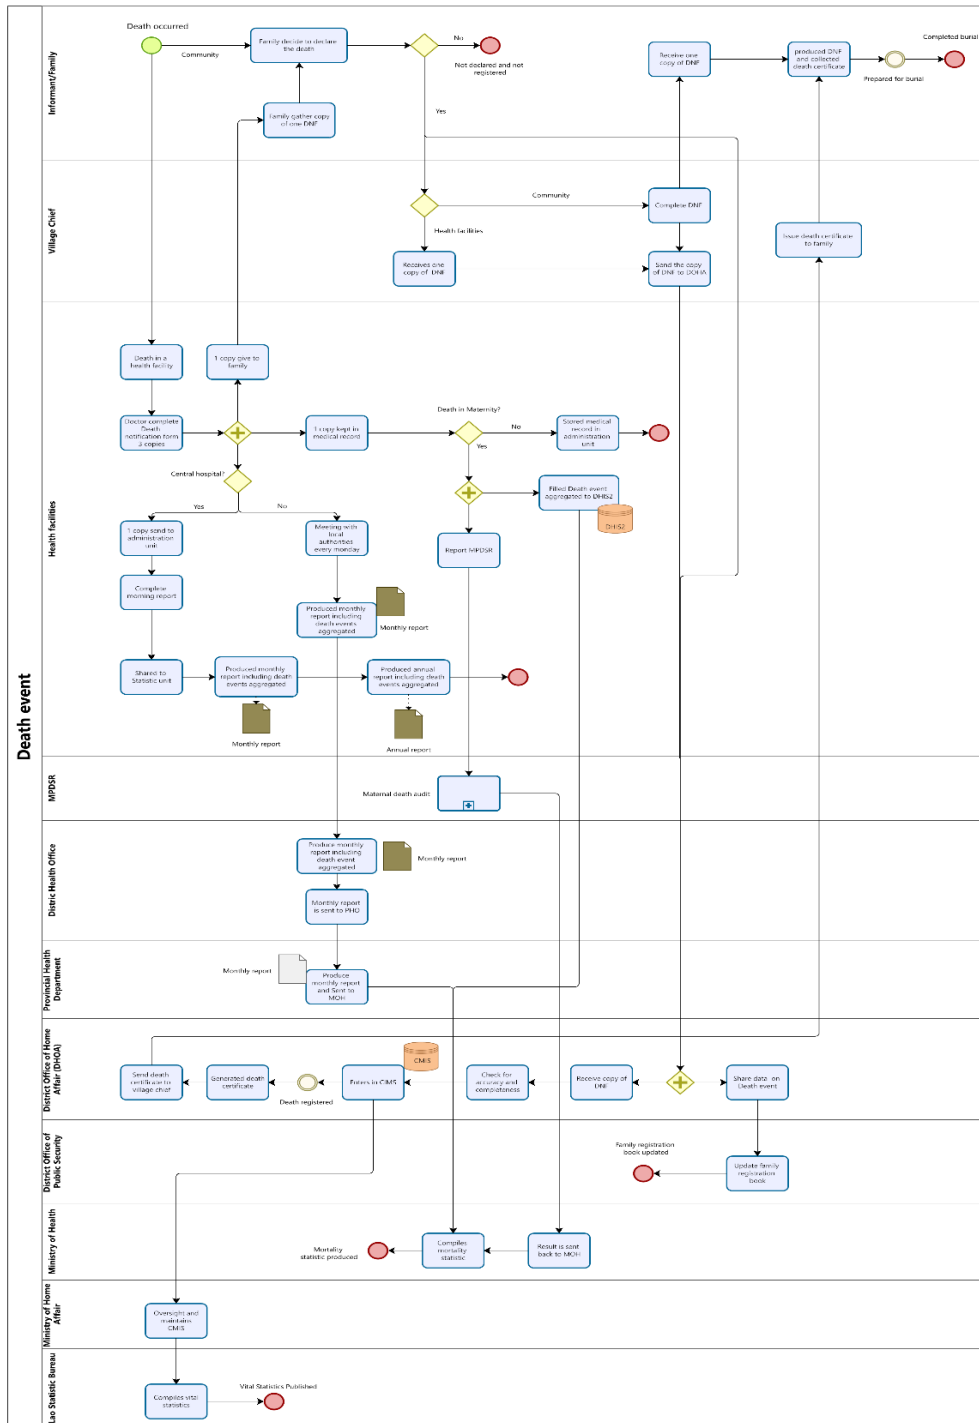 Death event
Informant/Family
Death occurred
Community
Family decide to declare
the death
No
Not declared and not
registered
Yes
Family gather copy
of one DNF
Receive one
copy of DNF
produced DNF
and collected
death certificate
Prepared for burial
Completed burial
Village Chief
Community
Health facilities
Complete DNF
Receives one
copy of DNF
Send the copy
of DNF to DOHA
Issue death certificate
to family
Health facilities
Death in a
health facility
1 copy give to
family
Doctor complete
Death
notification form
3 copies
1 copy kept in
medical record
Death in Maternity?
No
Yes
Stored medical
record in
administration
unit
Central hospital?
Yes
No
Filled Death event
aggregated to DHIS2
DHIS2
1 copy send to
administration
unit
Meeting with
local
authorities
every monday
Report MPDSR
Complete
morning report
Produced monthly
report including
death events
aggregated
Monthly report
Shared to
Statistic unit
Produced monthly
report including death
events aggregated
Produced annual
report including death
events aggregated
Monthly report
Annual report
MPDSR
Maternal death audit
Distric Health Office
Produce monthly
report including
death event
aggregated
Monthly report
Monthly report
is sent to PHO
Provincial Health
Department
Monthly report
Produce
monthly report
and Sent to
MOH
District Office of Home
Affair (DHOA)
Send death
certificate to
village chief
Generated death
certificate
Death registered
Enters in CIMS
CMIS
Check for
accuracy and
completeness
Receive copy of
DNF
Share data on
Death event
District Office of
Public Security
Family registration
book updated
Update family
registration
book
Ministry of Health
Mortality
statistic produced
Compiles
mortality
statistic
Result is sent
back to MOH
Ministry of Home
Affair
Oversight and
maintains
CMIS
Lao Statistic Bureau
Compiles vital
statistics
Vital Statistics Published